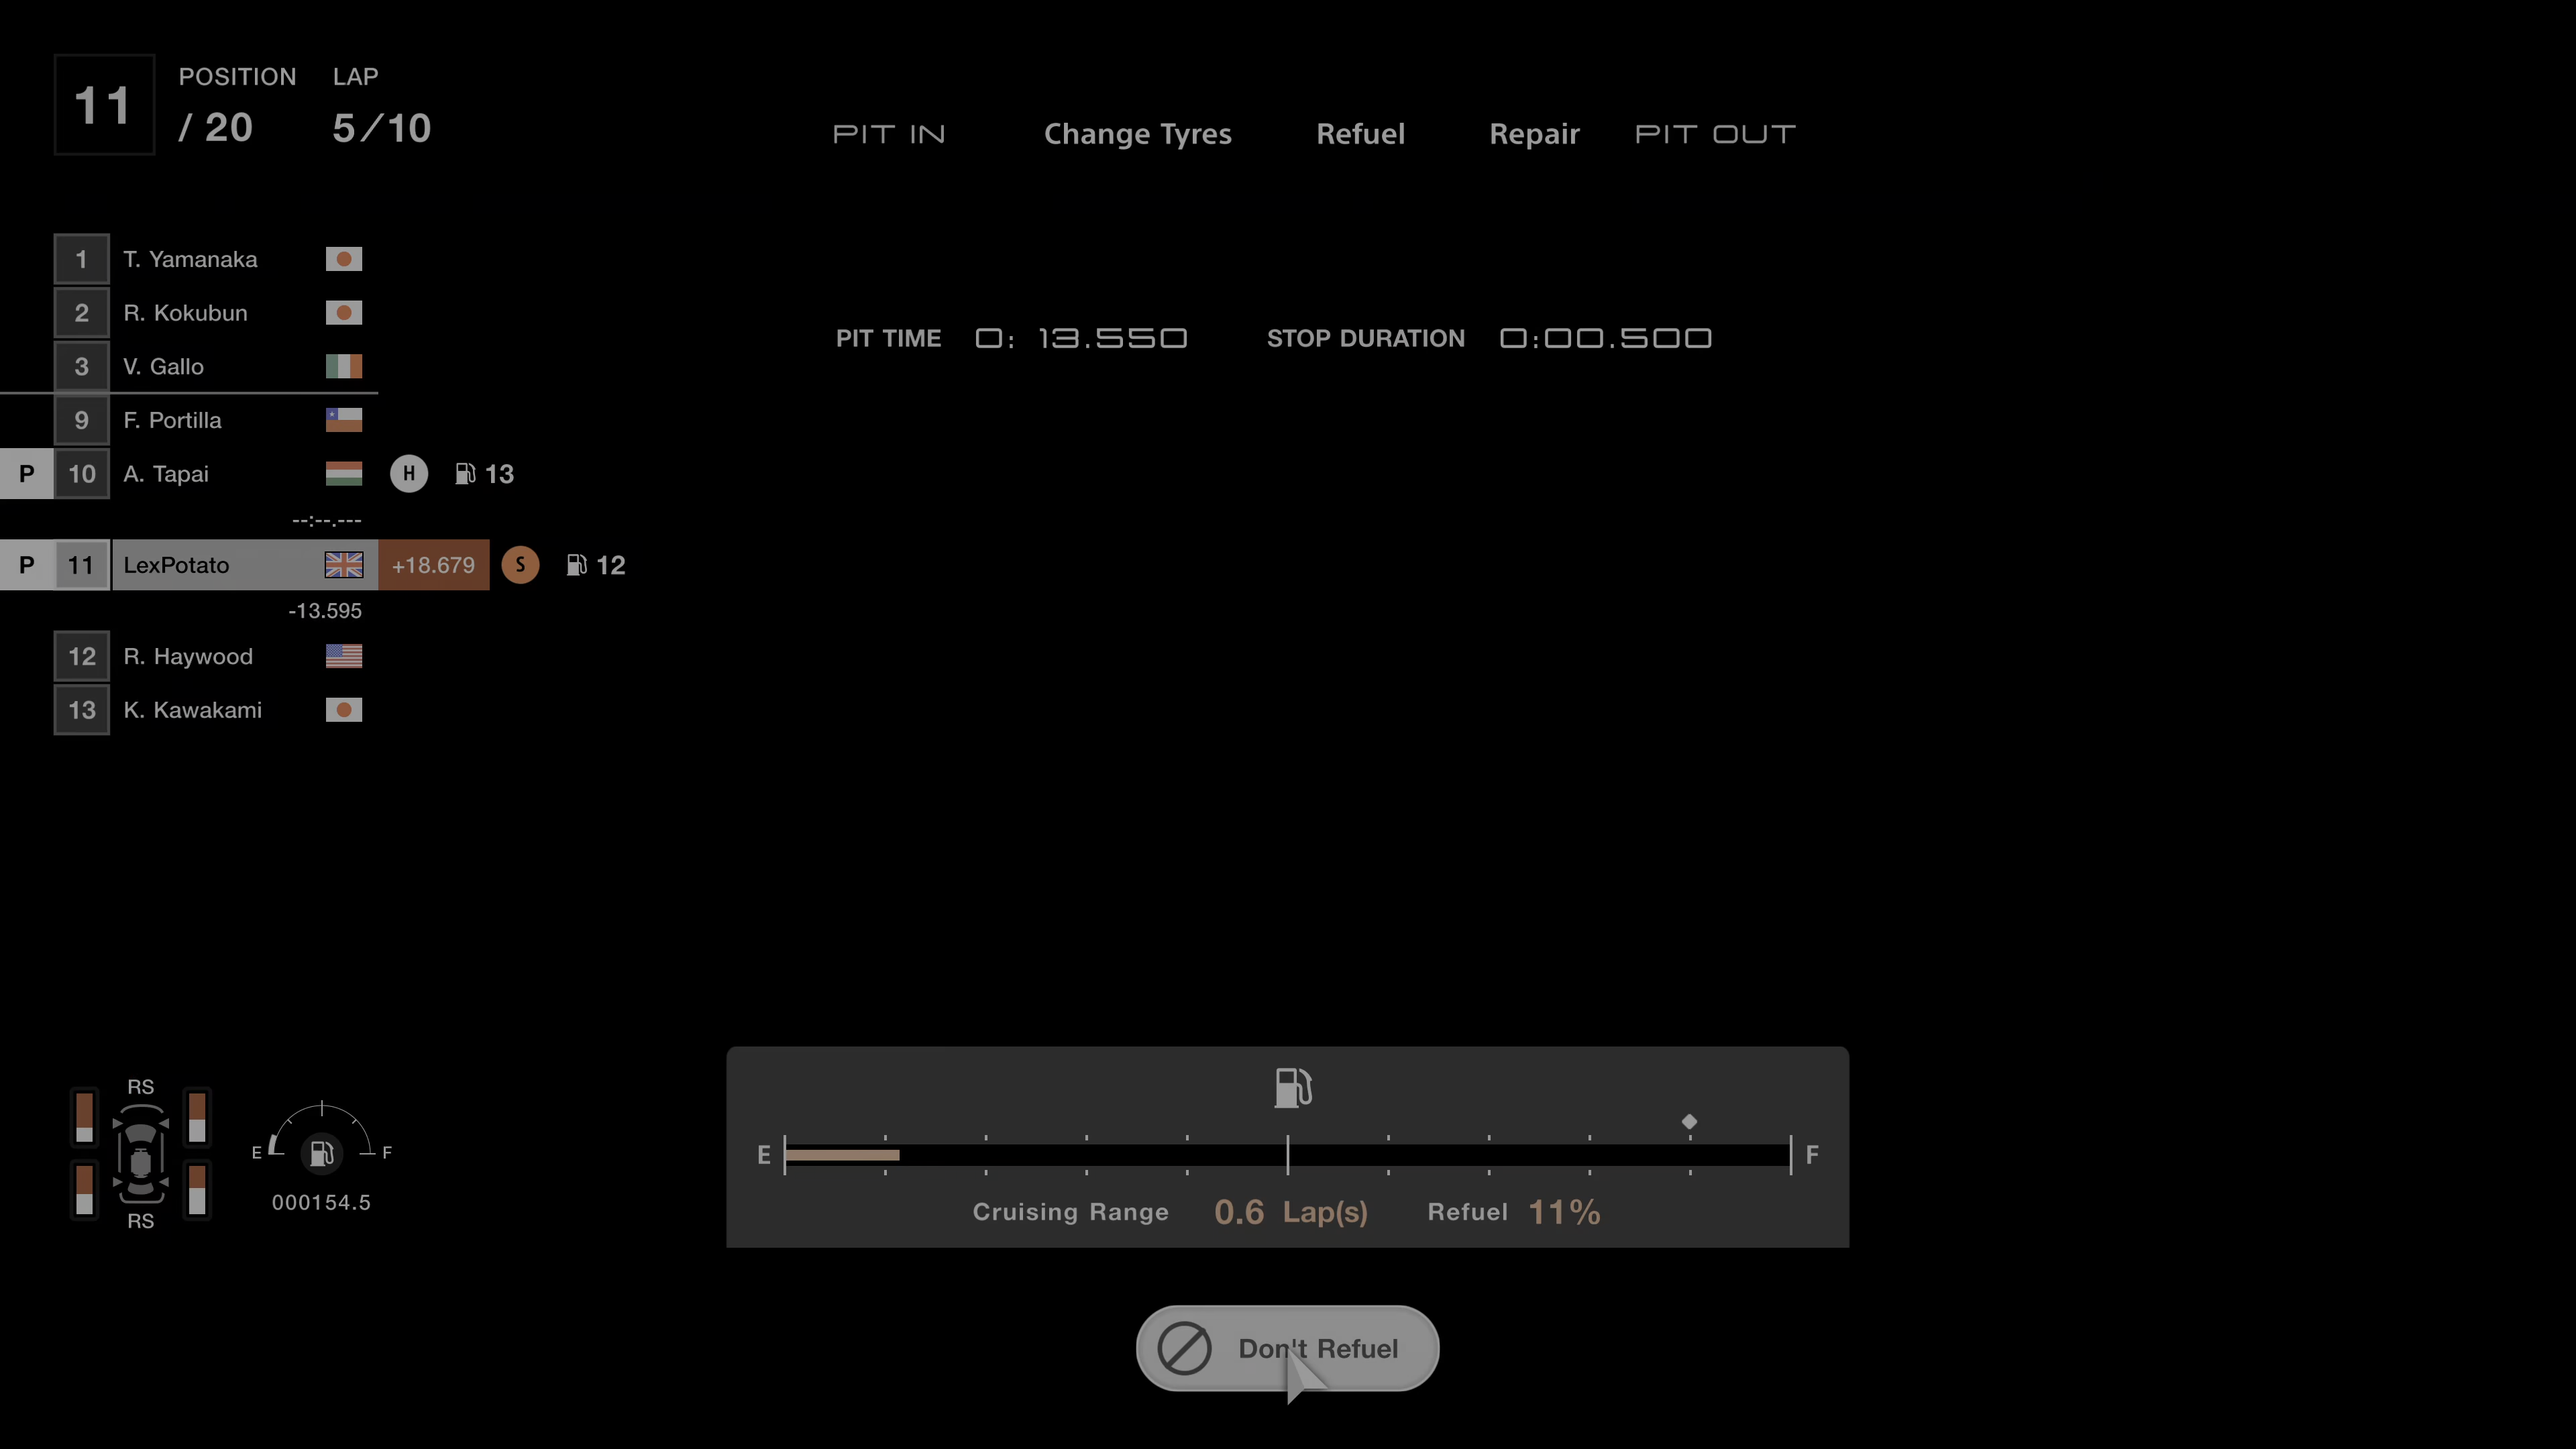 11
POSITION LAP
/ 20 5/10
PIT IN Change Tyres Refuel Repair PIT OUT
PIT TIME 0: 13.550 STOP DURATION 0:00.500
1 T. Yamanaka
2 R. Kokubun
3 V. Gallo
9 F. Portilla
P 10 A. Tapai H 13
--:--.---
P 11 LexPotato +18.679 S 12
-13.595
12 R. Haywood
13 K. Kawakami
RS
E F
000154.5
RS
E F
Cruising Range 0.6 Lap(s) Refuel 11%
Don't Refuel